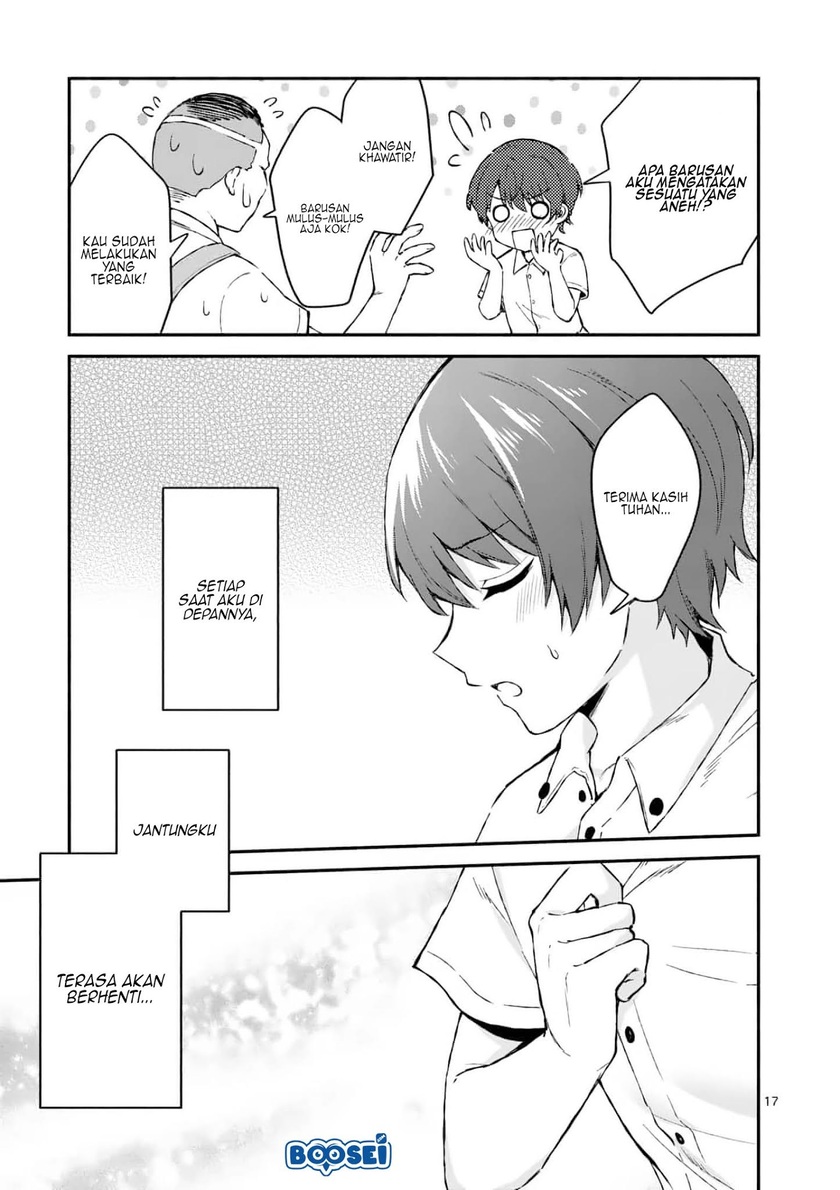 APA BARUSAN
AKU MENGATAKAN
SESUATU YANG
ANEH!?
JANGAN
KHAWATIR!
BARUSAN
MULUS-MULUS
AJA KOK!
KAU SUDAH
MELAKUKAN
YANG
TERBAIK!
TERIMA KASIH
TUHAN...
SETIAP
SAAT AKU DI
DEPANNYA,
JANTUNGKU
TERASA AKAN
BERHENTI...
17
BOOSEI